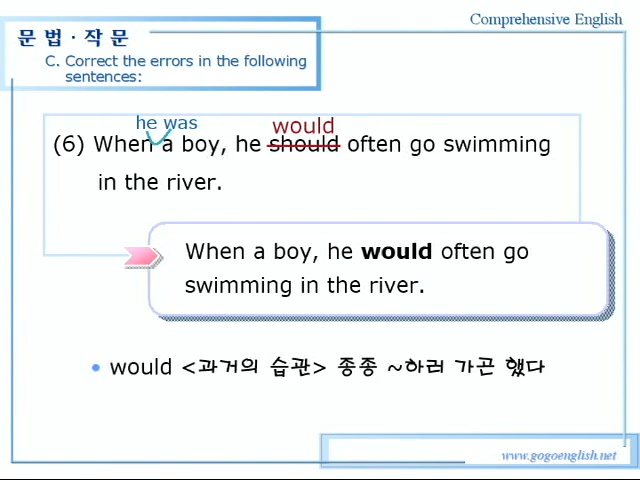 Comprehensive English
문법·작문
C. Correct the errors in the following
sentences:
he was
would
(6) When a boy, he should often go swimming
in the river.
When a boy, he would often go
swimming in the river.
• would <과거의 습관> 종종 ~하러 가곤 했다
www.gogoenglish.net